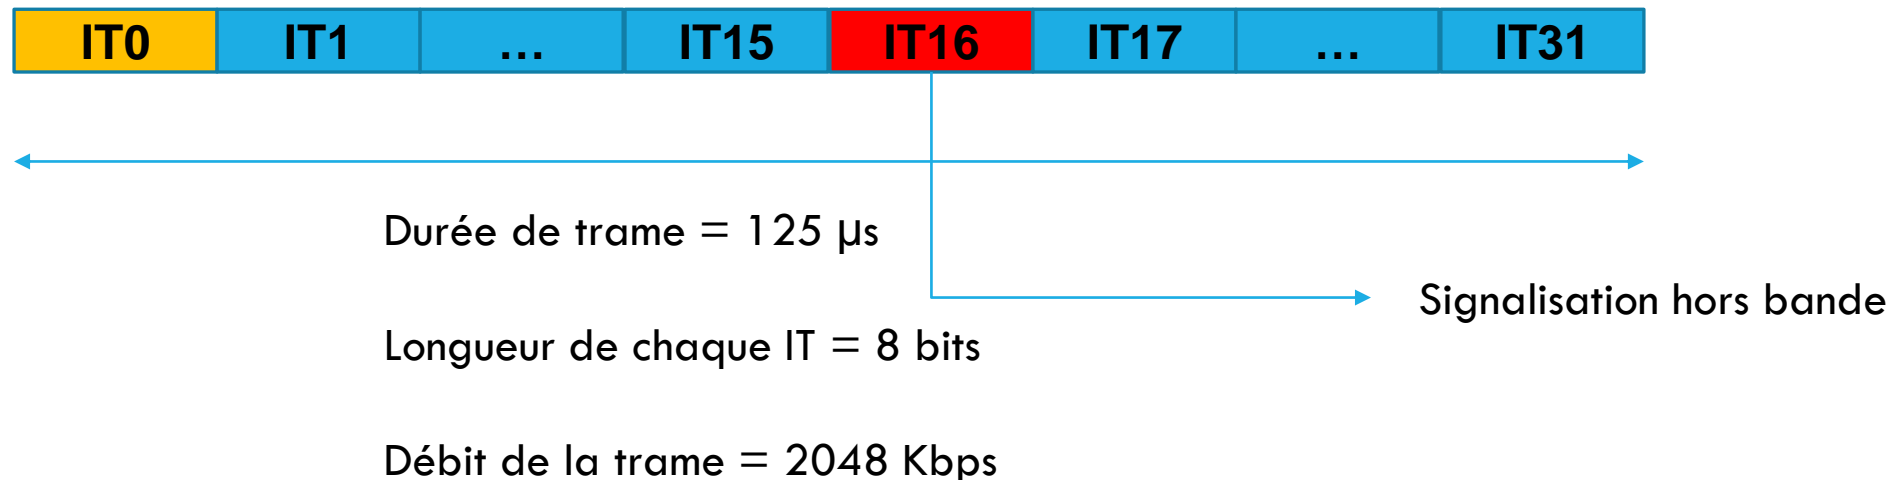 IT0 IT1 ... IT15 IT16 IT17 ... IT31
Durée de trame = 125 µs
Signalisation hors bande
Longueur de chaque IT = 8 bits
Débit de la trame = 2048 Kbps